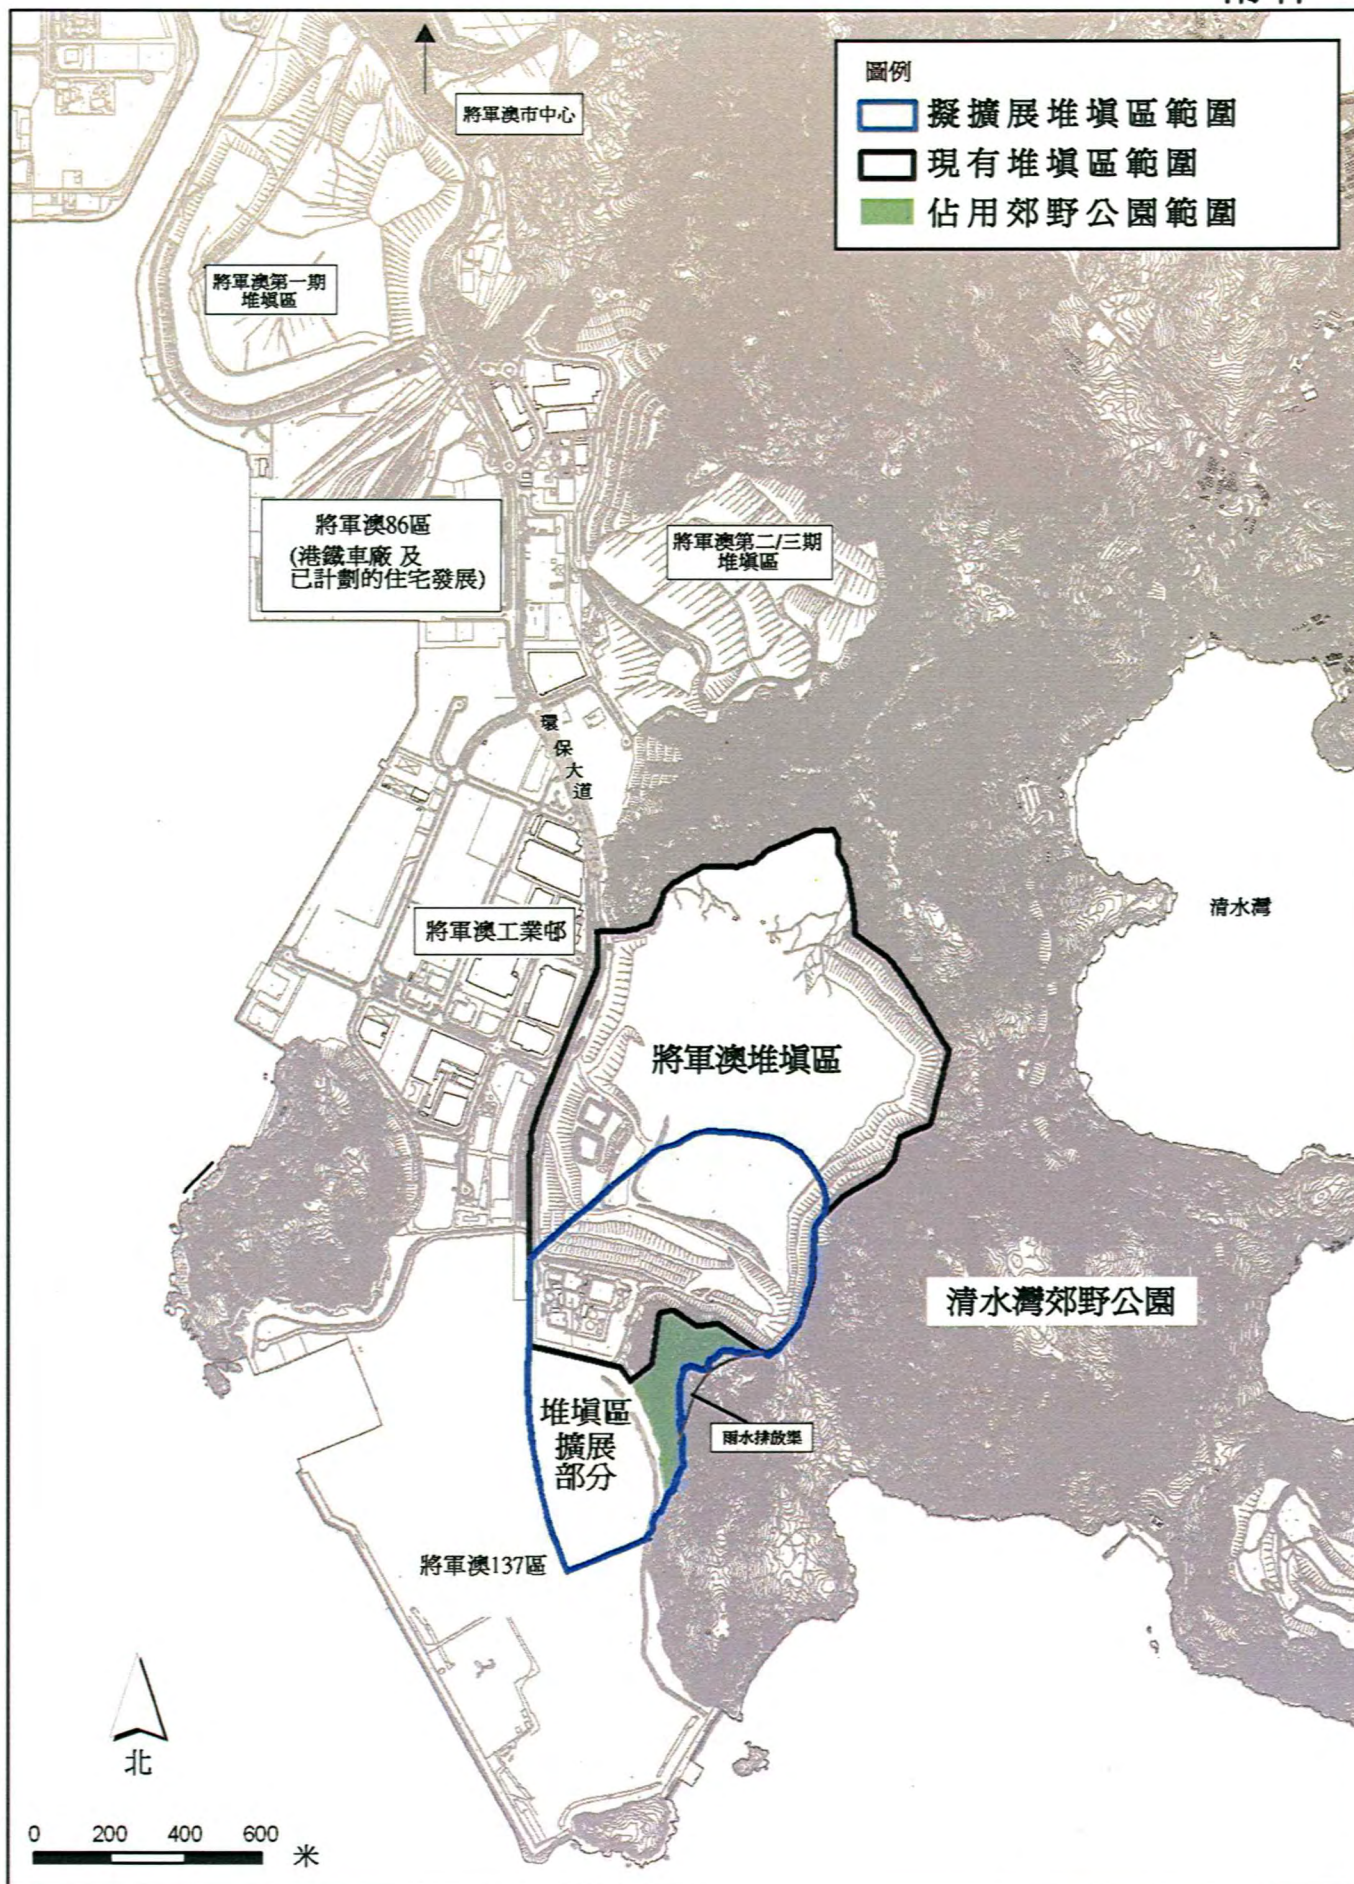 圖例
擬擴展堆填區範圍
現有堆填區範圍
佔用郊野公園範圍
將軍澳市中心
將軍澳第一期
堆填區
將軍澳86區
(港鐵車廠 及
已計劃的住宅發展)
將軍澳第二/三期
堆填區
環保大道
將軍澳工業邨
清水灣
將軍澳堆填區
清水灣郊野公園
堆填區
擴展
部分
雨水排放渠
將軍澳137區
北
0 200 400 600 米